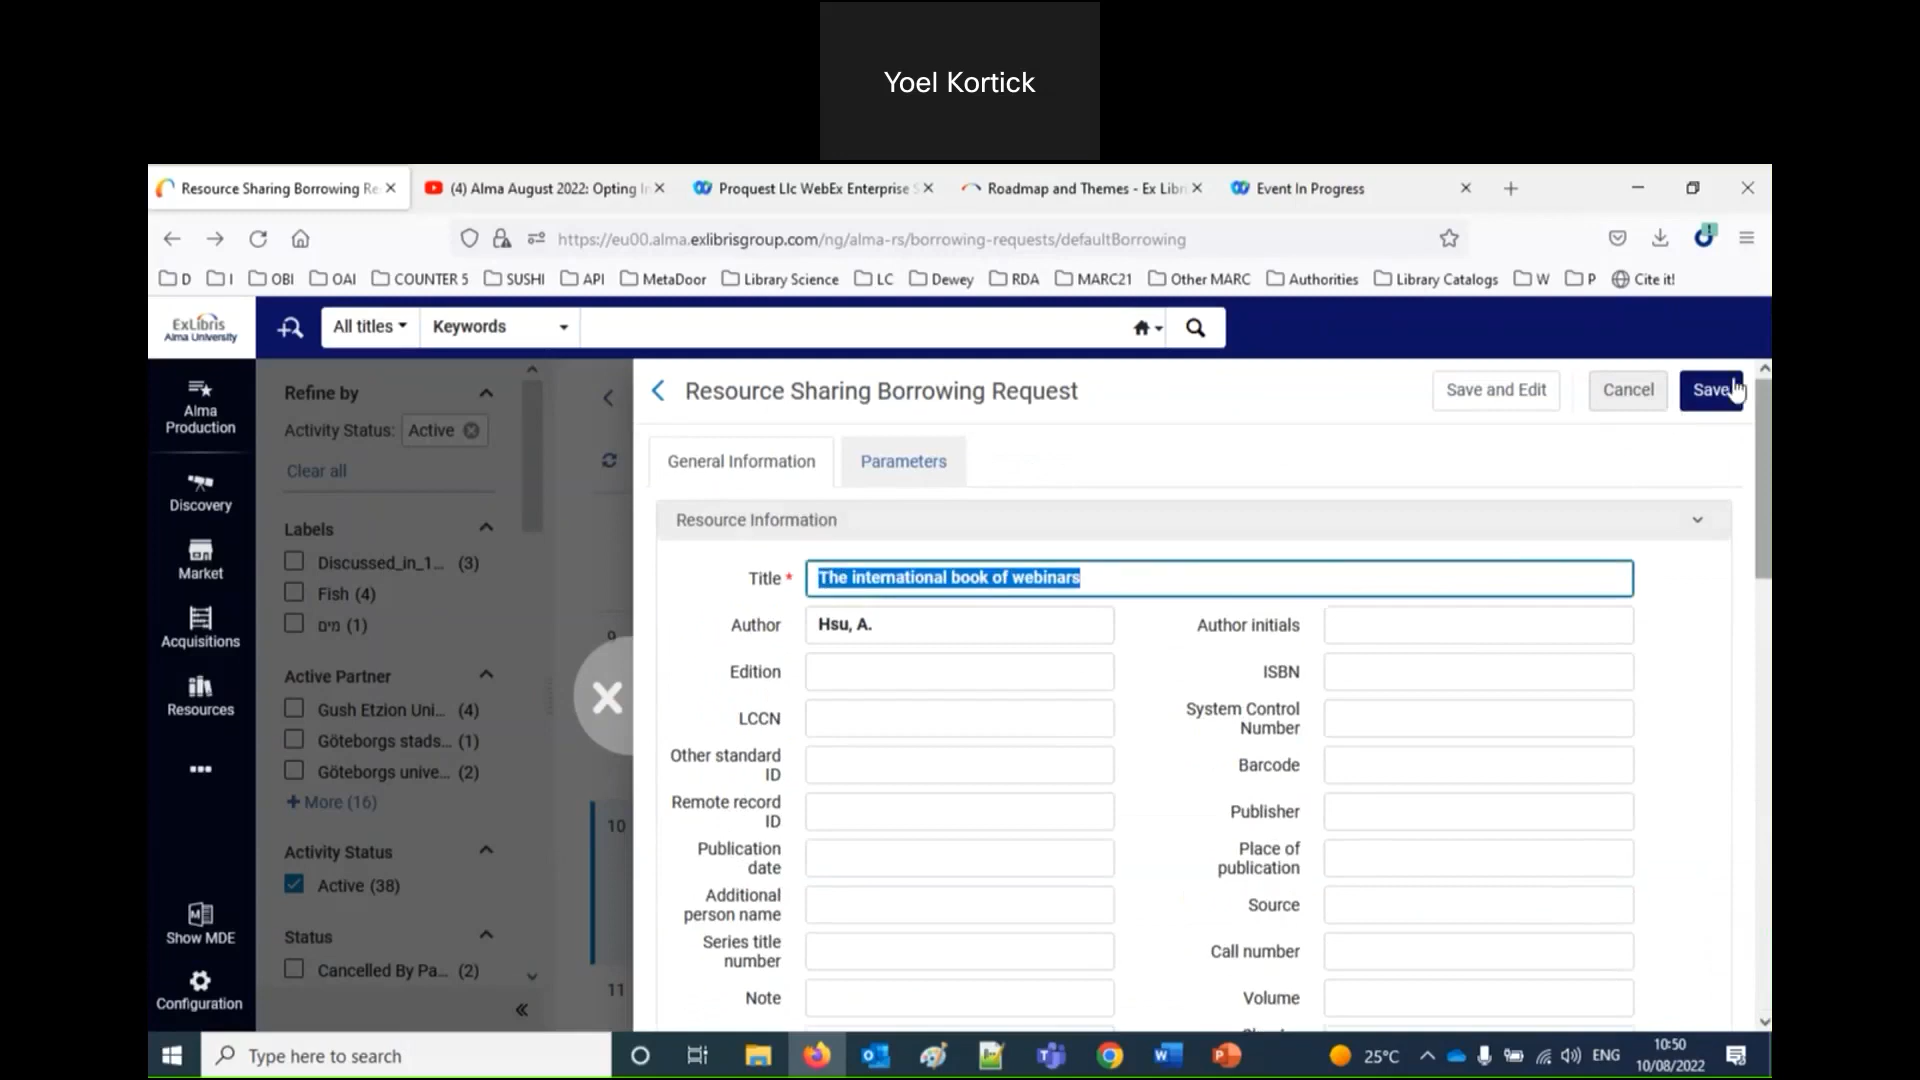 Yoel Kortick
Resource Sharing Borrowing Re
(4) Alma August 2022: Opting In
Proquest Llc WebEx Enterprise S
Roadmap and Themes - Ex Libri
Event In Progress
https://eu00.alma.exlibrisgroup.com/ng/alma-rs/borrowing-requests/defaultBorrowing
D I OBI OAI COUNTER 5 SUSHI API MetaDoor Library Science LC Dewey RDA MARC21 Other MARC Authorities Library Catalogs W P Cite it!
ExLibris
Alma University
All titles
Keywords
Alma
Production
Discovery
Market
Acquisitions
Resources
Show MDE
Configuration
Refine by
Activity Status: Active
Clear all
Labels
Discussed_in_1... (3)
Fish (4)
מים (1)
Active Partner
Gush Etzion Uni... (4)
Göteborgs stads... (1)
Göteborgs unive... (2)
+ More (16)
Activity Status
Active (38)
Status
Cancelled By Pa... (2)
9
10
11
Resource Sharing Borrowing Request
Save and Edit
Cancel
Save
General Information
Parameters
Resource Information
Title * The international book of webinars
Author Hsu, A.
Author initials
Edition
ISBN
LCCN
System Control
Number
Other standard
ID
Barcode
Remote record
ID
Publisher
Publication
date
Place of
publication
Additional
person name
Source
Series title
number
Call number
Note
Volume
Type here to search
25°C
ENG
10:50
10/08/2022